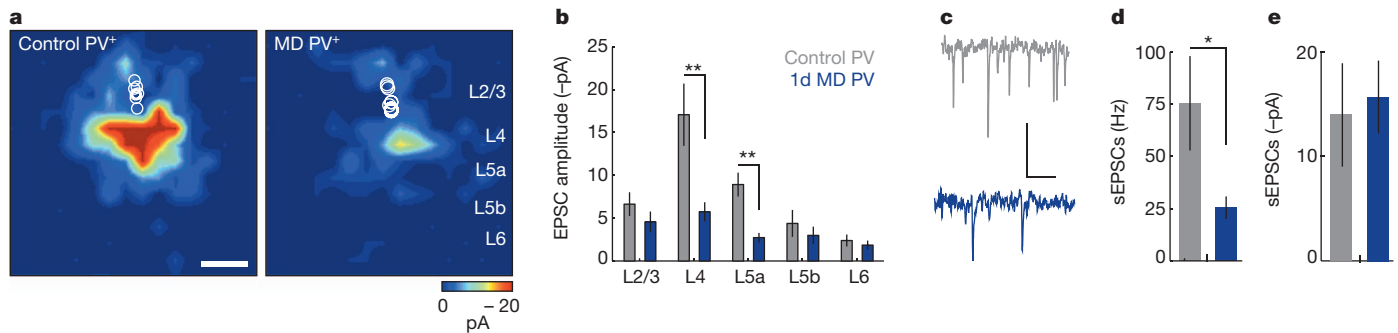 a
Control PV+
MD PV+
L2/3
L4
L5a
L5b
L6
0
– 20
pA
b
EPSC amplitude (–pA)
25
20
15
10
5
0
**
**
Control PV
1d MD PV
L2/3
L4
L5a
L5b
L6
c
d
sEPSCs (Hz)
100
75
50
25
0
*
e
sEPSCs (–pA)
20
10
0